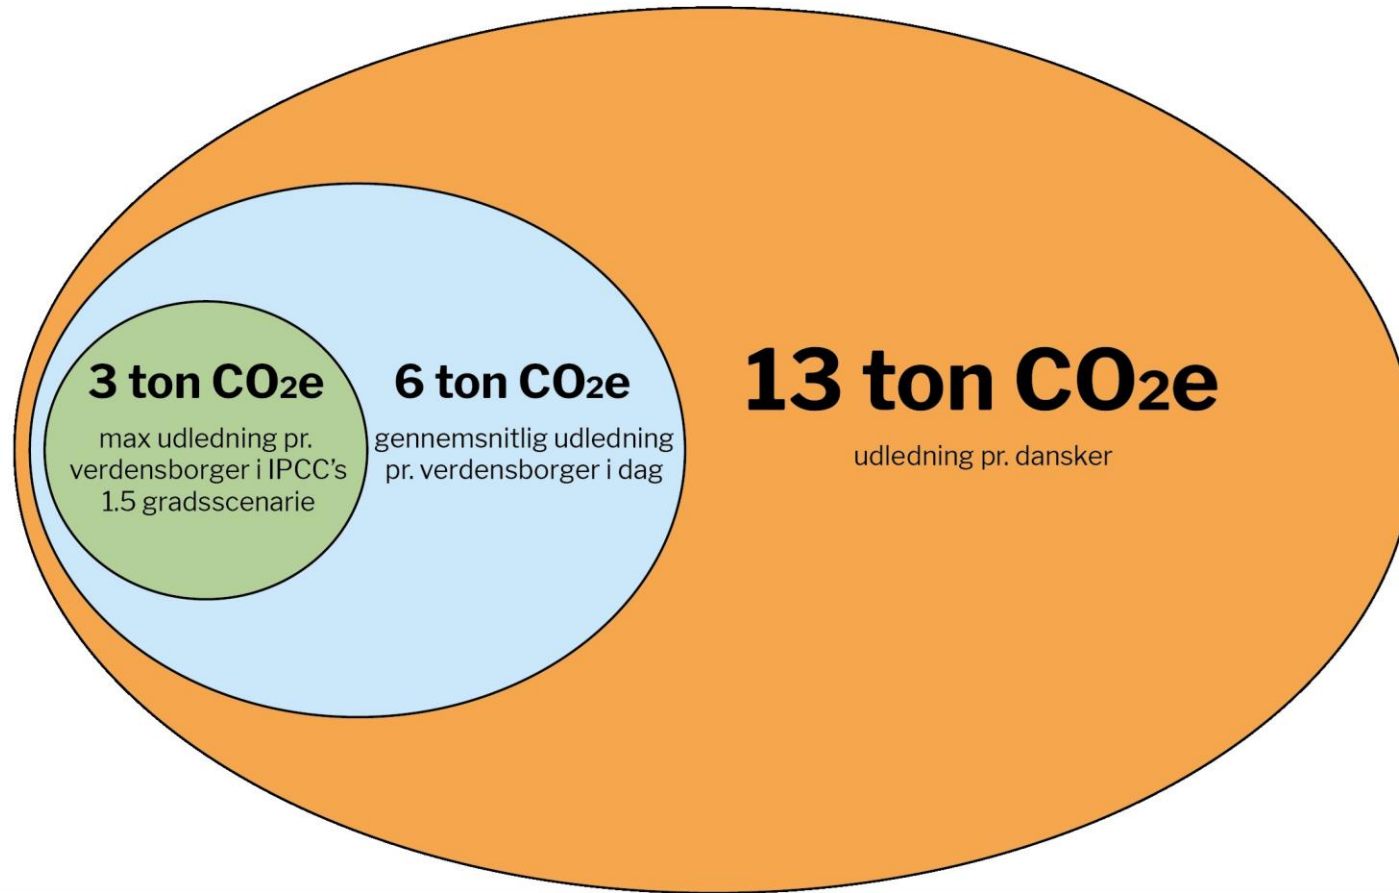 3 ton CO₂e
max udledning pr.
verdensborger i IPCC's
1.5 gradsscenarie
6 ton CO₂e
gennemsnitlig udledning
pr. verdensborger i dag
13 ton CO₂e
udledning pr. dansker